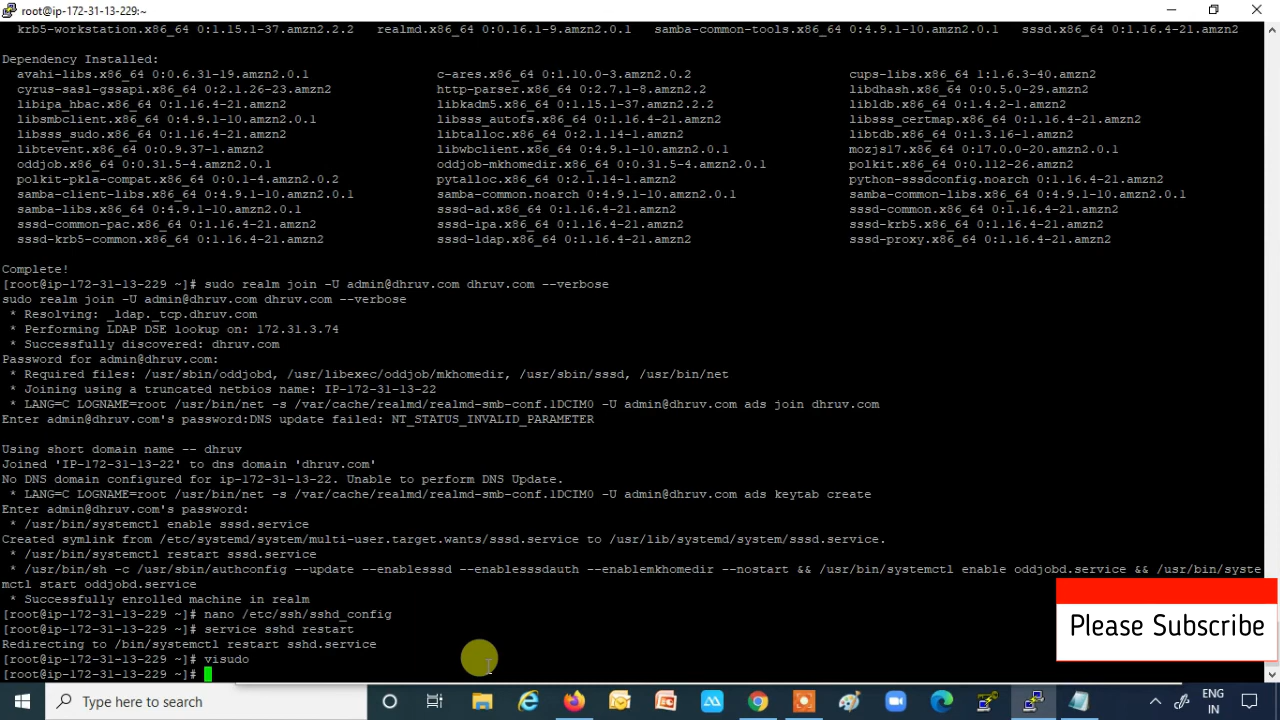 root@ip-172-31-13-229:~
krb5-workstation.x86_64 0:1.15.1-37.amzn2.2.2 realmd.x86_64 0:0.16.1-9.amzn2.0.1 samba-common-tools.x86_64 0:4.9.1-10.amzn2.0.1 sssd.x86_64 0:1.16.4-21.amzn2
Dependency Installed:
avahi-libs.x86_64 0:0.6.31-19.amzn2.0.1 c-ares.x86_64 0:1.10.0-3.amzn2.0.2 cups-libs.x86_64 1:1.6.3-40.amzn2
cyrus-sasl-gssapi.x86_64 0:2.1.26-23.amzn2 http-parser.x86_64 0:2.7.1-8.amzn2.2 libdhash.x86_64 0:0.5.0-29.amzn2
libipa_hbac.x86_64 0:1.16.4-21.amzn2 libkadm5.x86_64 0:1.15.1-37.amzn2.2.2 libldb.x86_64 0:1.4.2-1.amzn2
libsmbclient.x86_64 0:4.9.1-10.amzn2.0.1 libsss_autofs.x86_64 0:1.16.4-21.amzn2 libsss_certmap.x86_64 0:1.16.4-21.amzn2
libsss_sudo.x86_64 0:1.16.4-21.amzn2 libtalloc.x86_64 0:2.1.14-1.amzn2 libtdb.x86_64 0:1.3.16-1.amzn2
libtevent.x86_64 0:0.9.37-1.amzn2 libwbclient.x86_64 0:4.9.1-10.amzn2.0.1 mozjs17.x86_64 0:17.0.0-20.amzn2.0.1
oddjob.x86_64 0:0.31.5-4.amzn2.0.1 oddjob-mkhomedir.x86_64 0:0.31.5-4.amzn2.0.1 polkit.x86_64 0:0.112-26.amzn2
polkit-pkla-compat.x86_64 0:0.1-4.amzn2.0.2 pytalloc.x86_64 0:2.1.14-1.amzn2 python-sssdconfig.noarch 0:1.16.4-21.amzn2
samba-client-libs.x86_64 0:4.9.1-10.amzn2.0.1 samba-common.noarch 0:4.9.1-10.amzn2.0.1 samba-common-libs.x86_64 0:4.9.1-10.amzn2.0.1
samba-libs.x86_64 0:4.9.1-10.amzn2.0.1 sssd-ad.x86_64 0:1.16.4-21.amzn2 sssd-common.x86_64 0:1.16.4-21.amzn2
sssd-common-pac.x86_64 0:1.16.4-21.amzn2 sssd-ipa.x86_64 0:1.16.4-21.amzn2 sssd-krb5.x86_64 0:1.16.4-21.amzn2
sssd-krb5-common.x86_64 0:1.16.4-21.amzn2 sssd-ldap.x86_64 0:1.16.4-21.amzn2 sssd-proxy.x86_64 0:1.16.4-21.amzn2
Complete!
[root@ip-172-31-13-229 ~]# sudo realm join -U admin@dhruv.com dhruv.com --verbose
sudo realm join -U admin@dhruv.com dhruv.com --verbose
* Resolving: _ldap._tcp.dhruv.com
* Performing LDAP DSE lookup on: 172.31.3.74
* Successfully discovered: dhruv.com
Password for admin@dhruv.com:
* Required files: /usr/sbin/oddjobd, /usr/libexec/oddjob/mkhomedir, /usr/sbin/sssd, /usr/bin/net
* Joining using a truncated netbios name: IP-172-31-13-22
* LANG=C LOGNAME=root /usr/bin/net -s /var/cache/realmd/realmd-smb-conf.1DCIM0 -U admin@dhruv.com ads join dhruv.com
Enter admin@dhruv.com's password:DNS update failed: NT_STATUS_INVALID_PARAMETER
Using short domain name -- dhruv
Joined 'IP-172-31-13-22' to dns domain 'dhruv.com'
No DNS domain configured for ip-172-31-13-22. Unable to perform DNS Update.
* LANG=C LOGNAME=root /usr/bin/net -s /var/cache/realmd/realmd-smb-conf.1DCIM0 -U admin@dhruv.com ads keytab create
Enter admin@dhruv.com's password:
* /usr/bin/systemctl enable sssd.service
Created symlink from /etc/systemd/system/multi-user.target.wants/sssd.service to /usr/lib/systemd/system/sssd.service.
* /usr/bin/systemctl restart sssd.service
* /usr/bin/sh -c /usr/sbin/authconfig --update --enablesssd --enablesssdauth --enablemkhomedir --nostart && /usr/bin/systemctl enable oddjobd.service && /usr/bin/syste
mctl start oddjobd.service
* Successfully enrolled machine in realm
[root@ip-172-31-13-229 ~]# nano /etc/ssh/sshd_config
[root@ip-172-31-13-229 ~]# service sshd restart
Redirecting to /bin/systemctl restart sshd.service
[root@ip-172-31-13-229 ~]# visudo
[root@ip-172-31-13-229 ~]#
Please Subscribe
Type here to search
ENG
IN